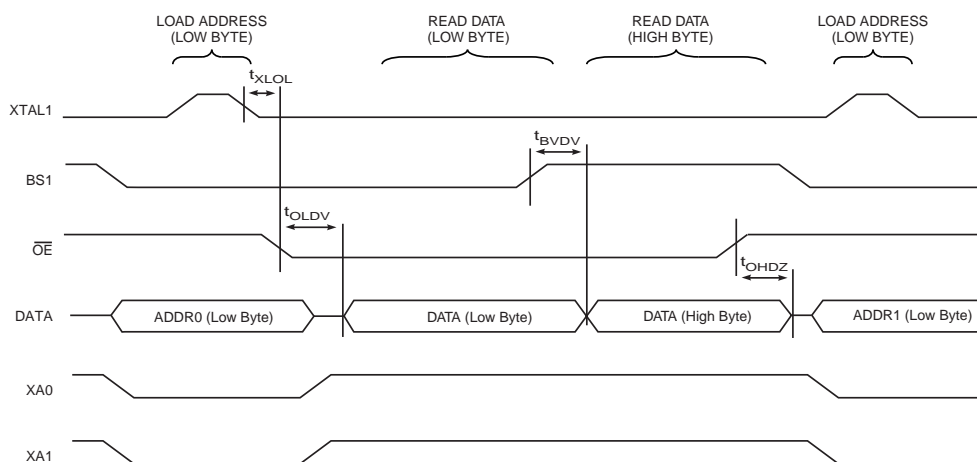 LOAD ADDRESS
(LOW BYTE)
READ DATA
(LOW BYTE)
READ DATA
(HIGH BYTE)
LOAD ADDRESS
(LOW BYTE)
tXLOL
XTAL1
tBVDV
BS1
tOLDV
OE
tOHDZ
DATA
ADDR0 (Low Byte)
DATA (Low Byte)
DATA (High Byte)
ADDR1 (Low Byte)
XA0
XA1